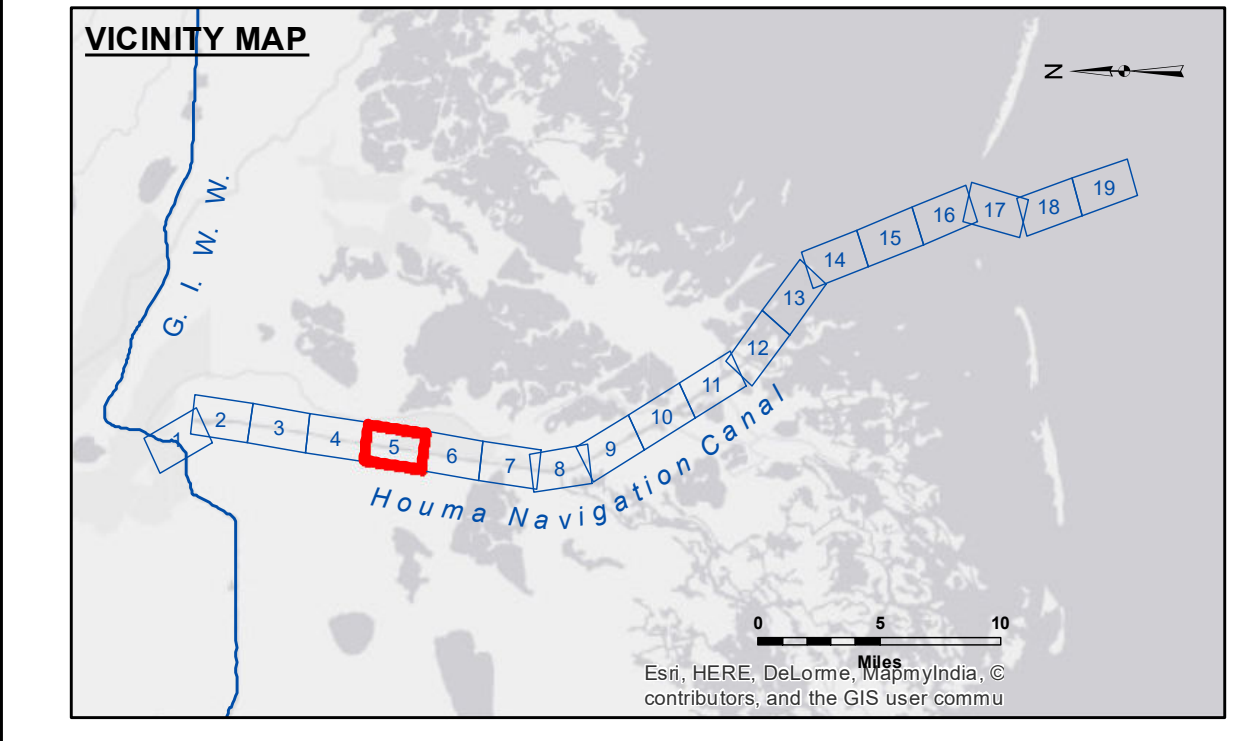 VICINITY MAP
N
G. I. W. W.
1
2
3
4
5
6
7
8
9
10
11
12
13
14
15
16
17
18
19
Houma Navigation Canal
0 5 10
Miles
Esri, HERE, DeLorme, MapmyIndia, ©
contributors, and the GIS user commu